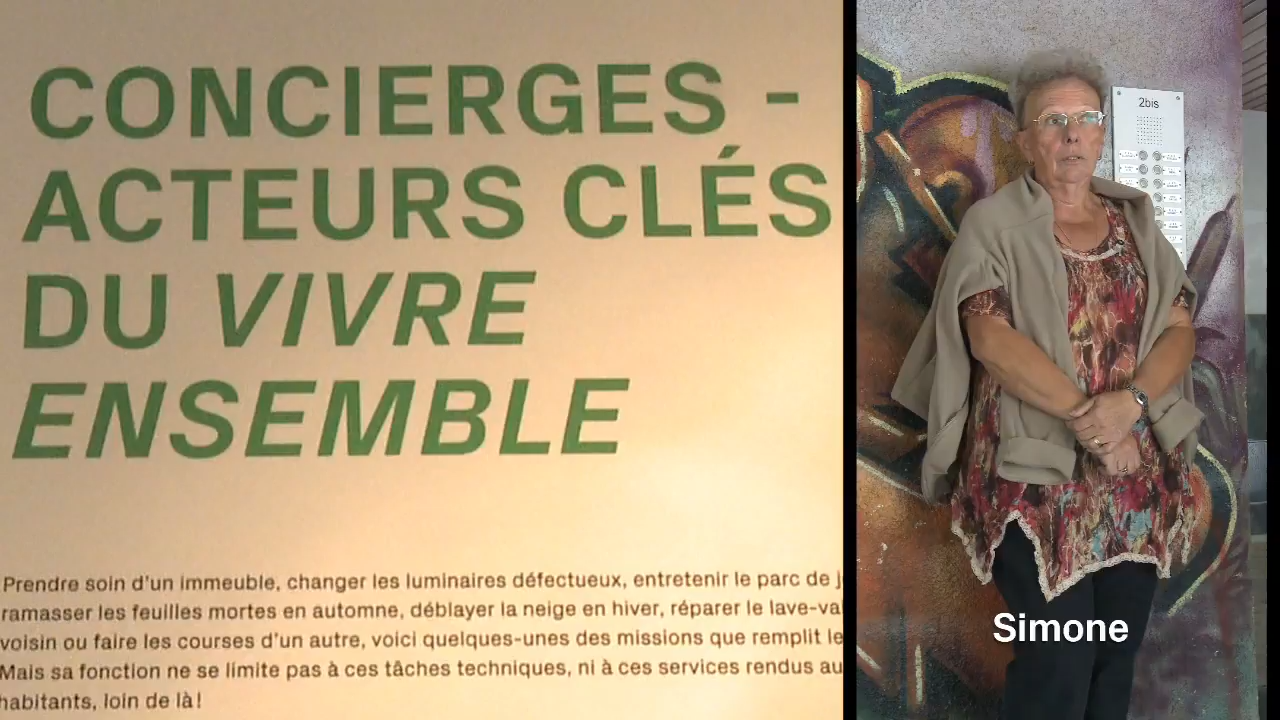 CONCIERGES -
ACTEURS CLÉS
DU VIVRE
ENSEMBLE
Prendre soin d'un immeuble, changer les luminaires défectueux, entretenir le parc de
ramasser les feuilles mortes en automne, déblayer la neige en hiver, réparer le
voisin ou faire les courses d'un autre, voici quelques-unes des missions que remplit le
Mais sa fonction ne se limite pas à ces tâches techniques, ni à ces services rendus au
habitants, loin de là!
2bis
Simone